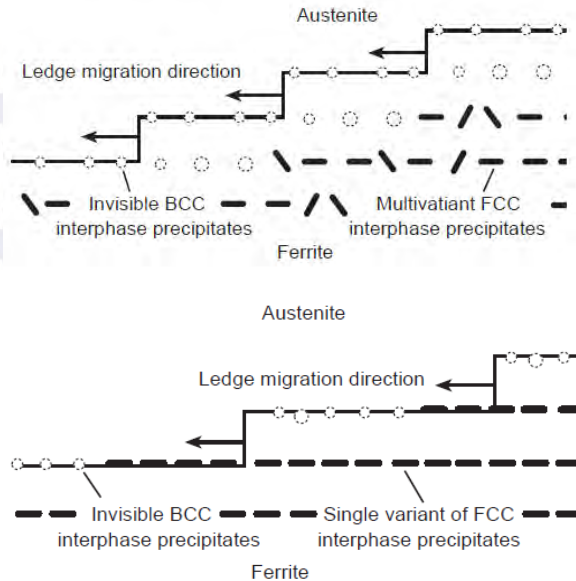 Austenite
Ledge migration direction
Invisible BCC
interphase precipitates
Multivatiant FCC
interphase precipitates
Ferrite
Austenite
Ledge migration direction
Invisible BCC
interphase precipitates
Single variant of FCC
interphase precipitates
Ferrite